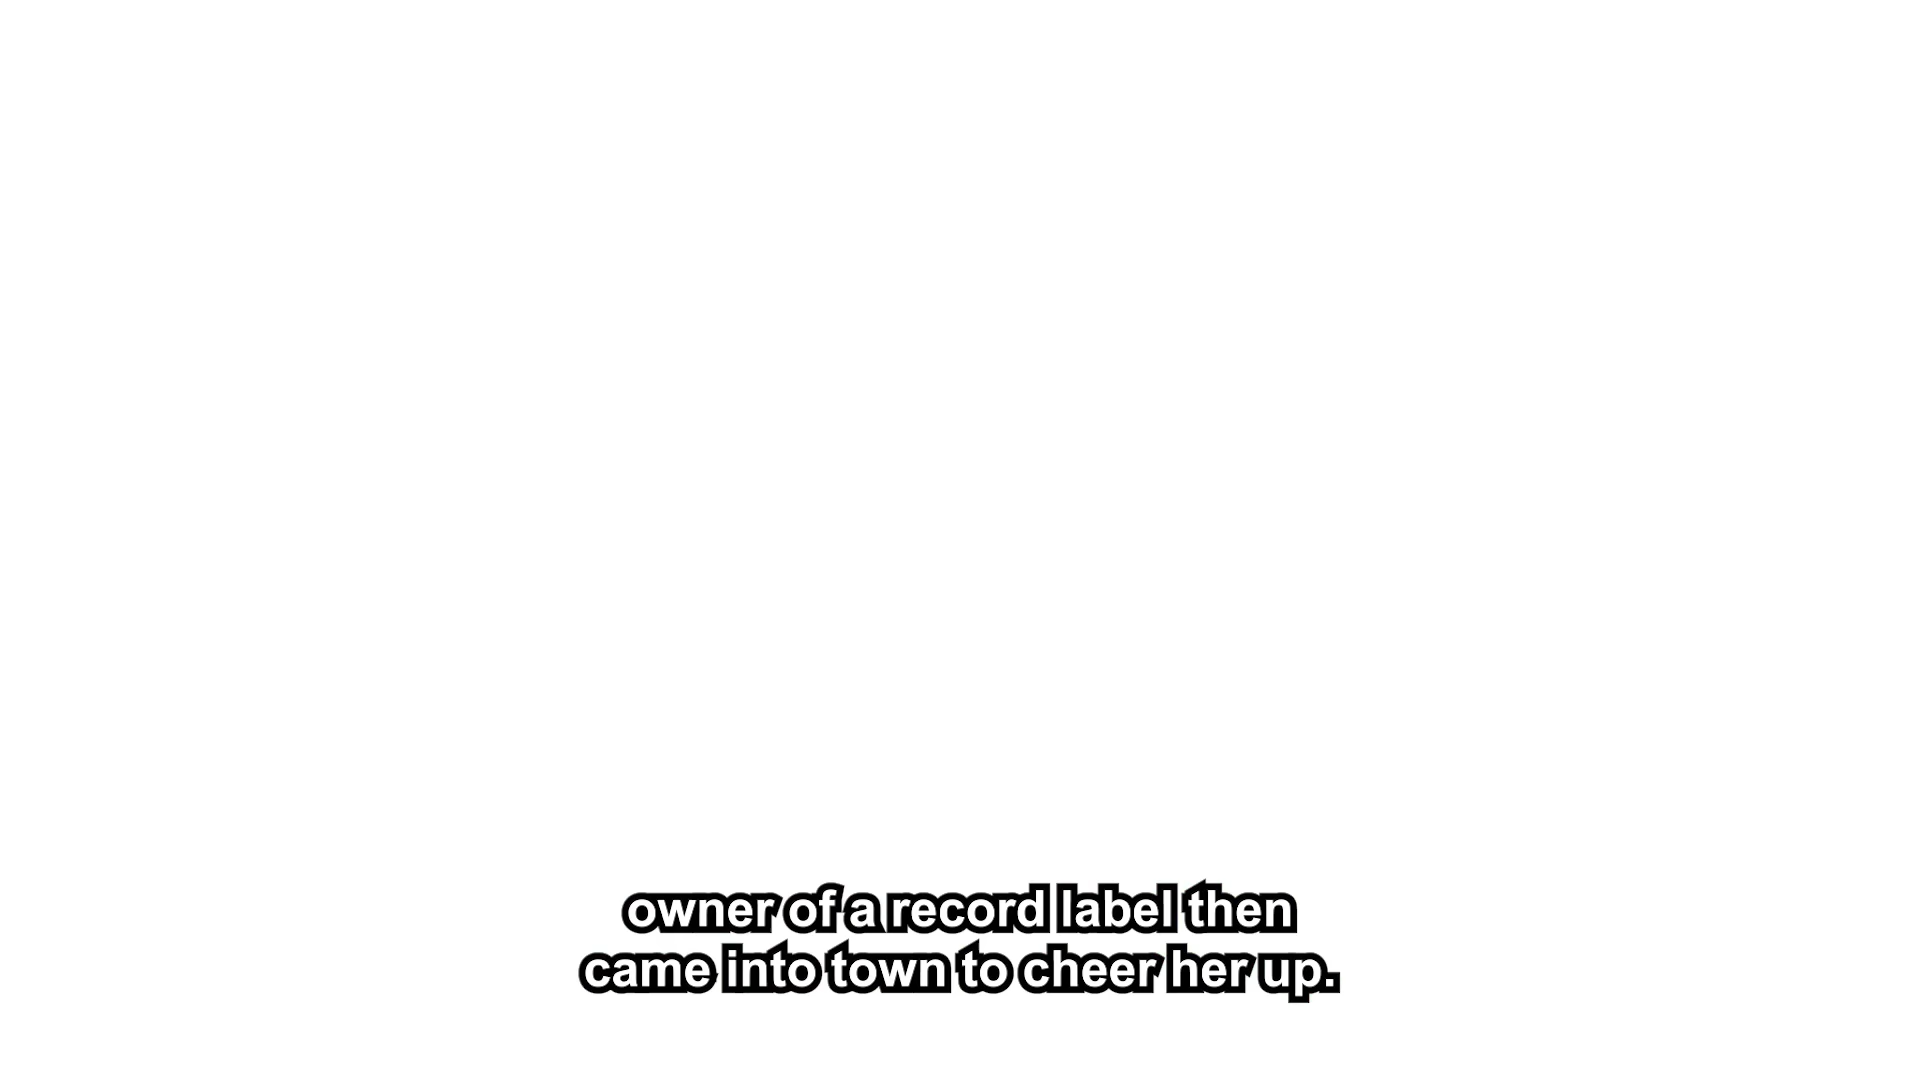 owner of a record label then
came into town to cheer her up.